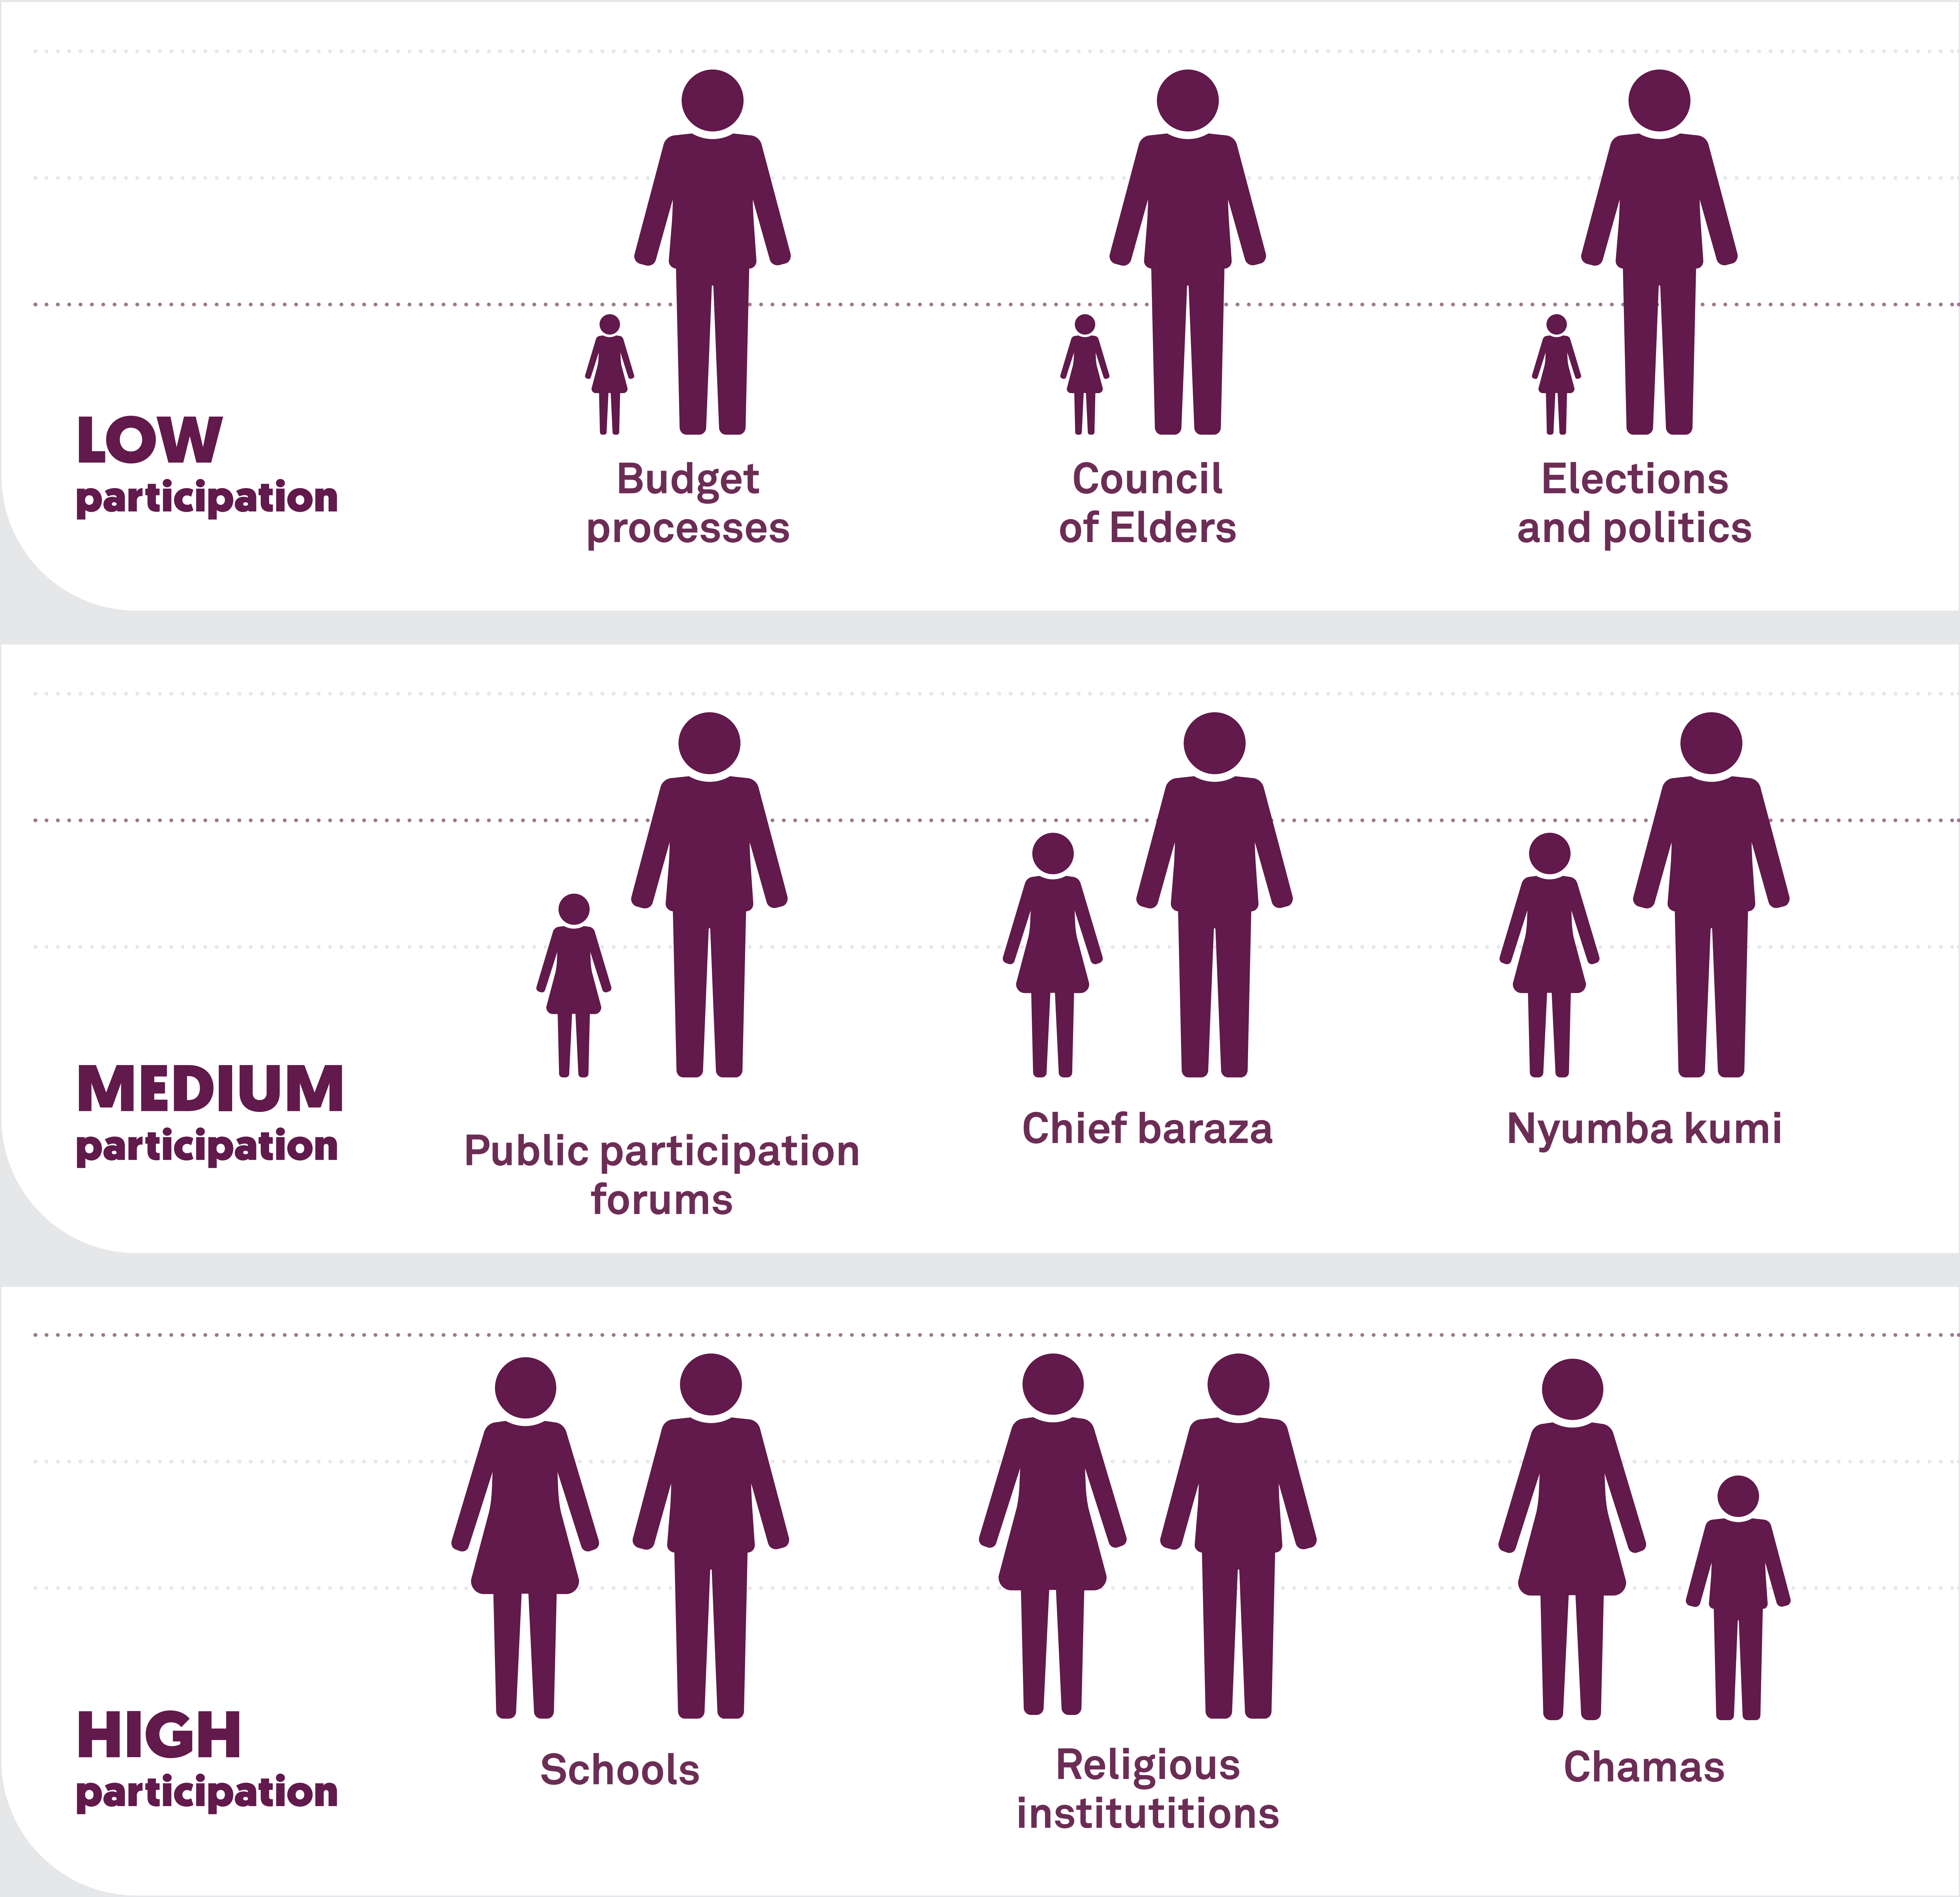 LOW
participation
Budget
processes
Council
of Elders
Elections
and politics
MEDIUM
participation
Public participation
forums
Chief baraza
Nyumba kumi
HIGH
participation
Schools
Religious
institutitions
Chamas